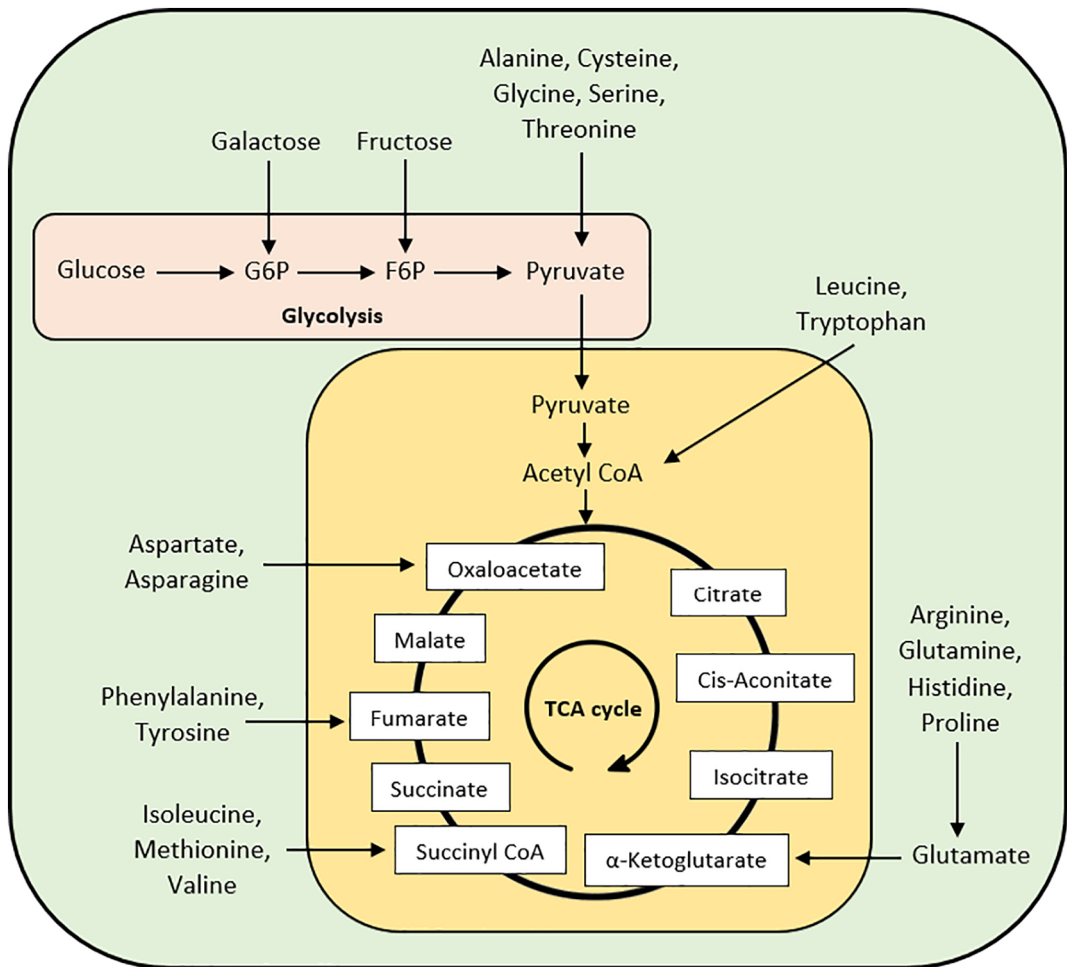 Alanine, Cysteine,
Glycine, Serine,
Threonine
Galactose
Fructose
Glucose
G6P
F6P
Pyruvate
Glycolysis
Leucine,
Tryptophan
Pyruvate
Acetyl CoA
Aspartate,
Asparagine
Oxaloacetate
Citrate
Malate
Cis-Aconitate
Arginine,
Glutamine,
Histidine,
Proline
Phenylalanine,
Tyrosine
Fumarate
TCA cycle
Isocitrate
Succinate
Isoleucine,
Methionine,
Valine
Succinyl CoA
α-Ketoglutarate
Glutamate